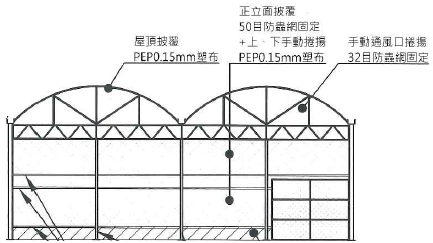 屋頂披覆
PEP0.15mm塑布
正立面披覆
50目防蟲網固定
+上、下手動捲揚
PEP0.15mm塑布
手動通風口捲揚
32目防蟲網固定